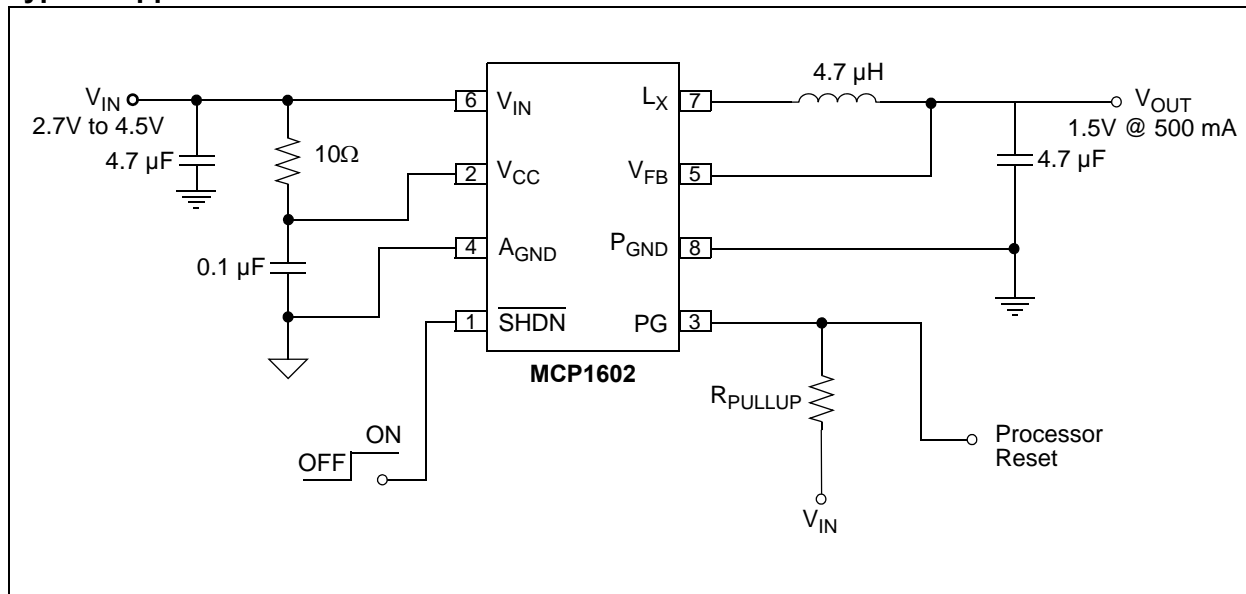 VIN
2.7V to 4.5V
4.7 µF
10Ω
0.1 µF
6 VIN
2 VCC
4 AGND
1 SHDN
LX 7
VFB 5
PGND 8
PG 3
MCP1602
4.7 µH
VOUT
1.5V @ 500 mA
4.7 µF
RPULLUP
VIN
Processor
Reset
ON
OFF